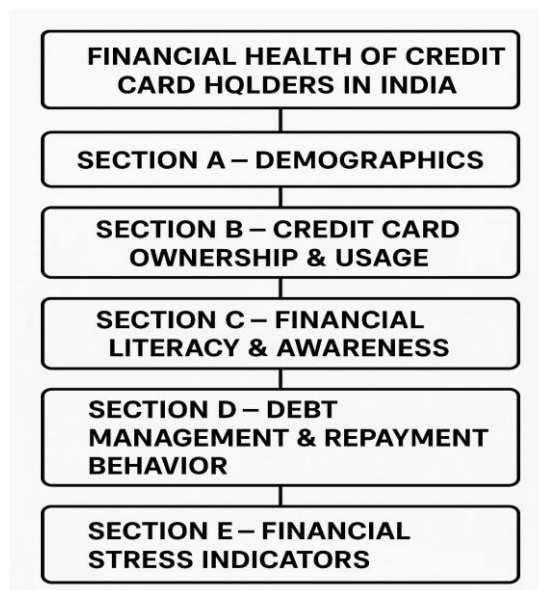 FINANCIAL HEALTH OF CREDIT
CARD HQLDERS IN INDIA
SECTION A – DEMOGRAPHICS
SECTION B – CREDIT CARD
OWNERSHIP & USAGE
SECTION C – FINANCIAL
LITERACY & AWARENESS
SECTION D – DEBT
MANAGEMENT & REPAYMENT
BEHAVIOR
SECTION E – FINANCIAL
STRESS INDICATORS